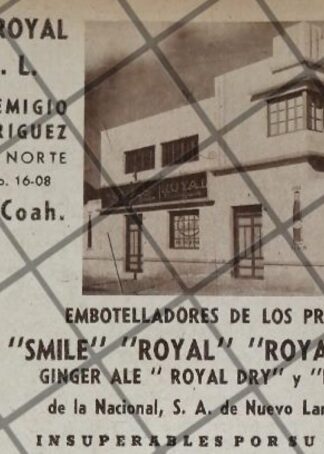 ROYAL
. L.
EMIGIO
RIGUEZ
NORTE
o. 16-08
Coah.
ROYAL
EMBOTELLADORES DE LOS PR
"SMILE" "ROYAL" "ROYA
GINGER ALE " ROYAL DRY" y "
de la Nacional, S. A. de Nuevo Lar
INSUPERABLES POR SU